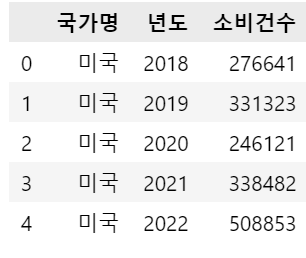 국가명 년도 소비건수
0 미국 2018 276641
1 미국 2019 331323
2 미국 2020 246121
3 미국 2021 338482
4 미국 2022 508853